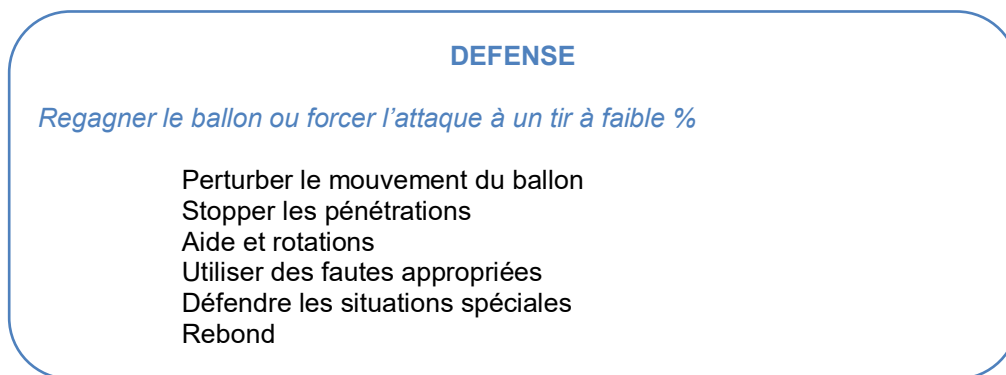 DEFENSE
Regagner le ballon ou forcer l’attaque à un tir à faible %
Perturber le mouvement du ballon
Stopper les pénétrations
Aide et rotations
Utiliser des fautes appropriées
Défendre les situations spéciales
Rebond